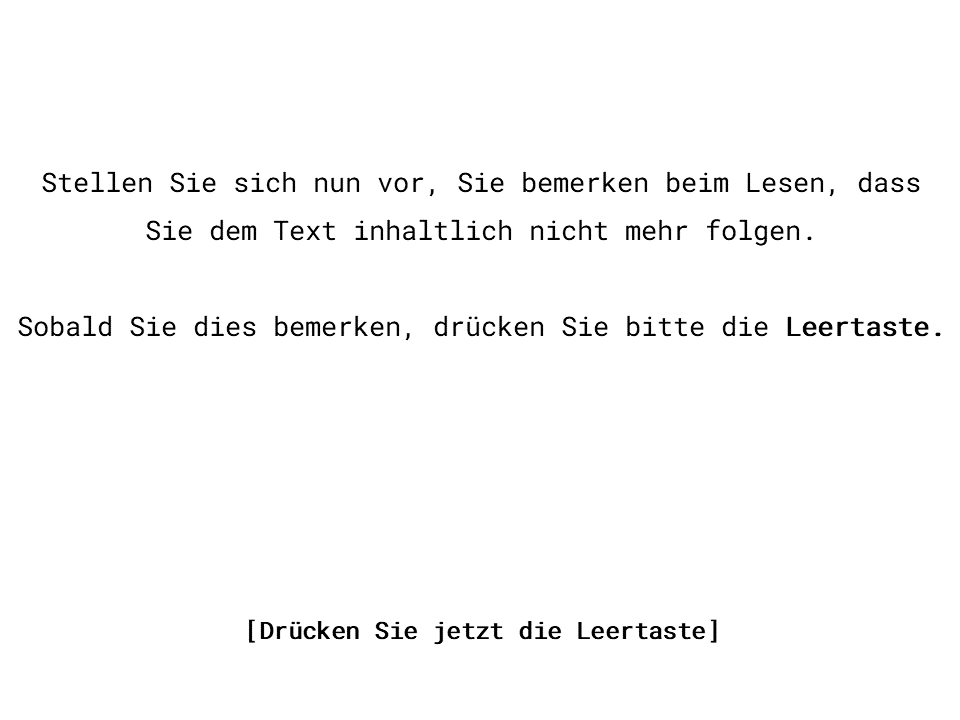 Stellen Sie sich nun vor, Sie bemerken beim Lesen, dass
Sie dem Text inhaltlich nicht mehr folgen.
Sobald Sie dies bemerken, drücken Sie bitte die Leertaste.
[Drücken Sie jetzt die Leertaste]